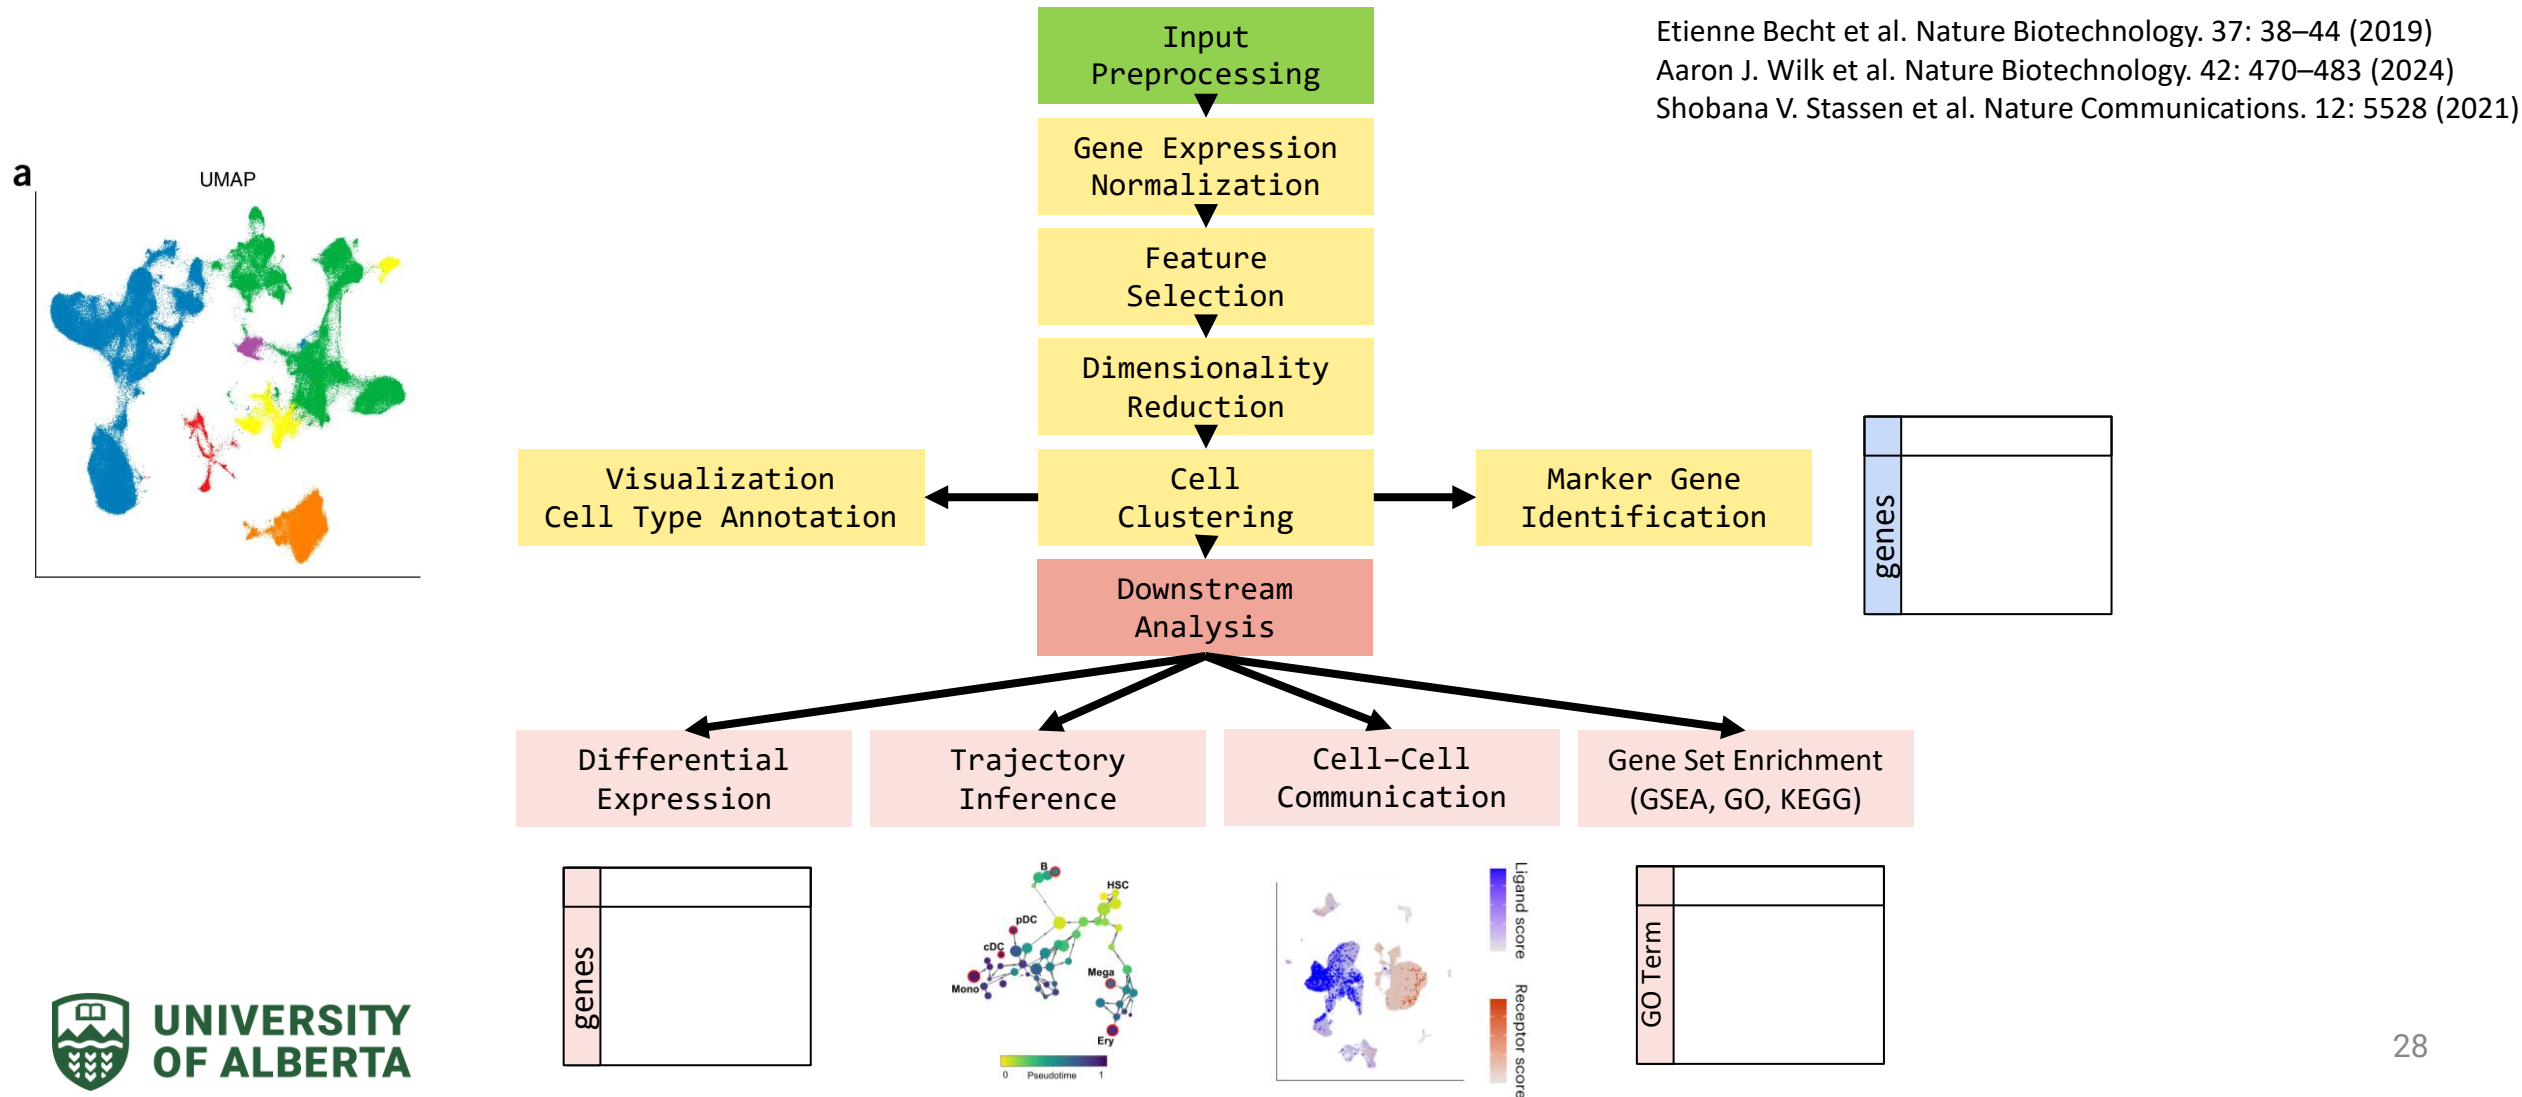 Input
Preprocessing
Etienne Becht et al. Nature Biotechnology. 37: 38–44 (2019)
Aaron J. Wilk et al. Nature Biotechnology. 42: 470–483 (2024)
Shobana V. Stassen et al. Nature Communications. 12: 5528 (2021)
Gene Expression
Normalization
a
UMAP
Feature
Selection
Dimensionality
Reduction
Visualization
Cell Type Annotation
Cell
Clustering
Marker Gene
Identification
genes
Downstream
Analysis
Differential
Expression
Trajectory
Inference
Cell–Cell
Communication
Gene Set Enrichment
(GSEA, GO, KEGG)
genes
B
HSC
pDC
cDC
Mono
Mega
Ery
0 Pseudotime 1
Ligand score
Receptor score
GO Term
UNIVERSITY
OF ALBERTA
28